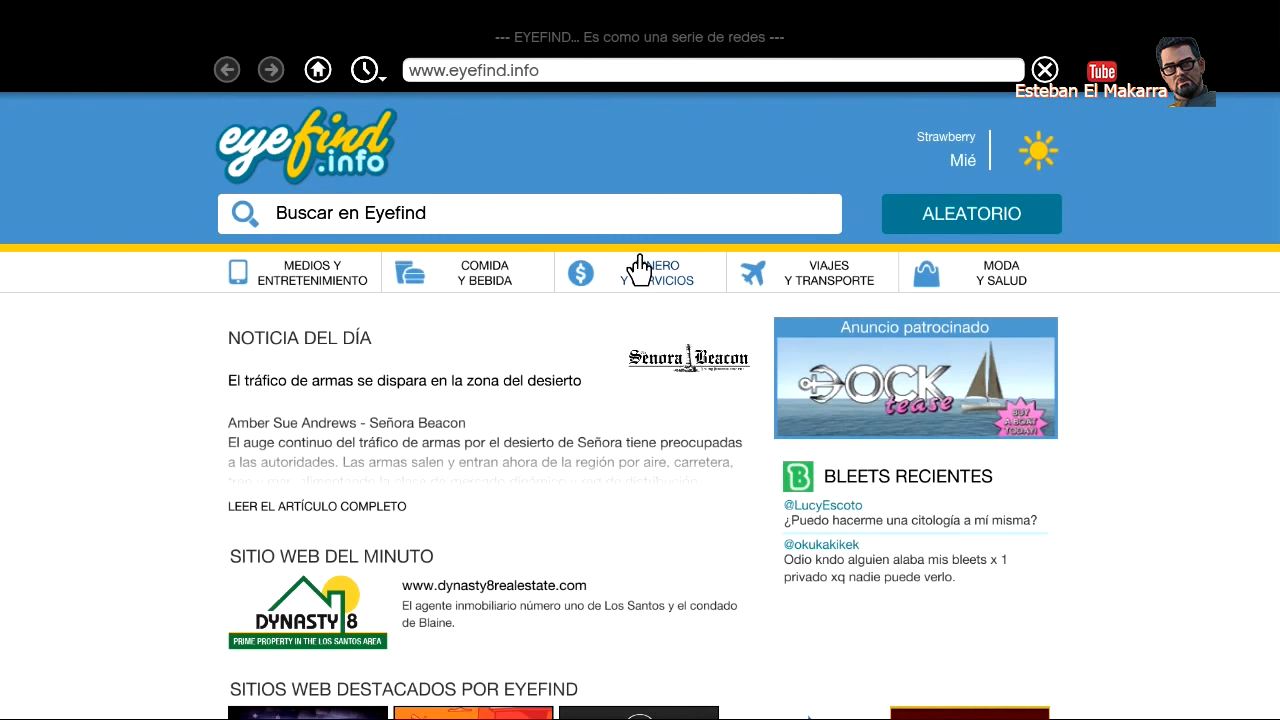 --- EYEFIND... Es como una serie de redes ---
www.eyefind.info
Tube
Esteban El Makarra
eyefind
.info
Strawberry
Mié
Buscar en Eyefind
ALEATORIO
MEDIOS Y
ENTRETENIMIENTO
COMIDA
Y BEBIDA
NERO
Y RVICIOS
VIAJES
Y TRANSPORTE
MODA
Y SALUD
NOTICIA DEL DÍA
Señora Beacon
El tráfico de armas se dispara en la zona del desierto
Amber Sue Andrews - Señora Beacon
El auge continuo del tráfico de armas por el desierto de Señora tiene preocupadas
a las autoridades. Las armas salen y entran ahora de la región por aire, carretera,
LEER EL ARTÍCULO COMPLETO
Anuncio patrocinado
DOCK
tease
BUY
A BOAT
TODAY!
BLEETS RECIENTES
@LucyEscoto
¿Puedo hacerme una citología a mí misma?
@okukakikek
Odio kndo alguien alaba mis bleets x 1
privado xq nadie puede verlo.
SITIO WEB DEL MINUTO
DYNASTY 8
PRIME PROPERTY IN THE LOS SANTOS AREA
www.dynasty8realestate.com
El agente inmobiliario número uno de Los Santos y el condado
de Blaine.
SITIOS WEB DESTACADOS POR EYEFIND